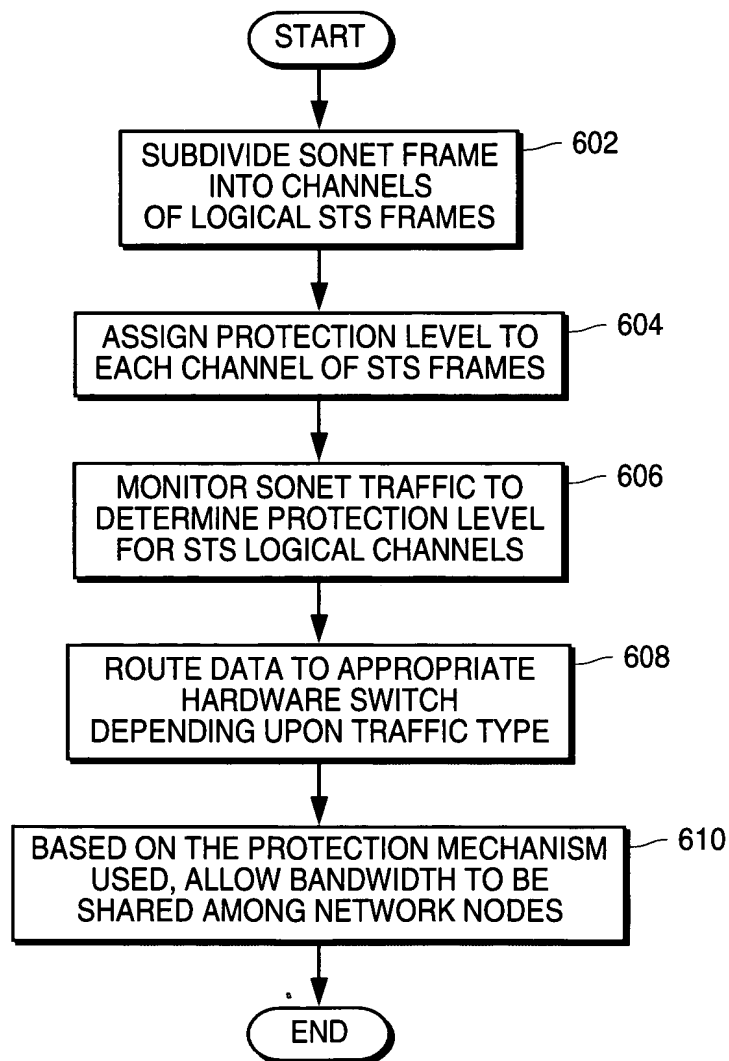 START
SUBDIVIDE SONET FRAME
INTO CHANNELS
OF LOGICAL STS FRAMES
602
ASSIGN PROTECTION LEVEL TO
EACH CHANNEL OF STS FRAMES
604
MONITOR SONET TRAFFIC TO
DETERMINE PROTECTION LEVEL
FOR STS LOGICAL CHANNELS
606
ROUTE DATA TO APPROPRIATE
HARDWARE SWITCH
DEPENDING UPON TRAFFIC TYPE
608
BASED ON THE PROTECTION MECHANISM
USED, ALLOW BANDWIDTH TO BE
SHARED AMONG NETWORK NODES
610
END